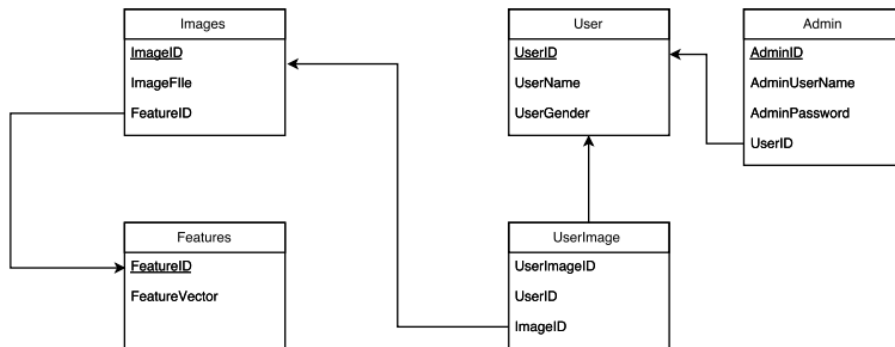 Images
ImageID
ImageFIle
FeatureID
User
UserID
UserName
UserGender
Admin
AdminID
AdminUserName
AdminPassword
UserID
Features
FeatureID
FeatureVector
UserImage
UserImageID
UserID
ImageID